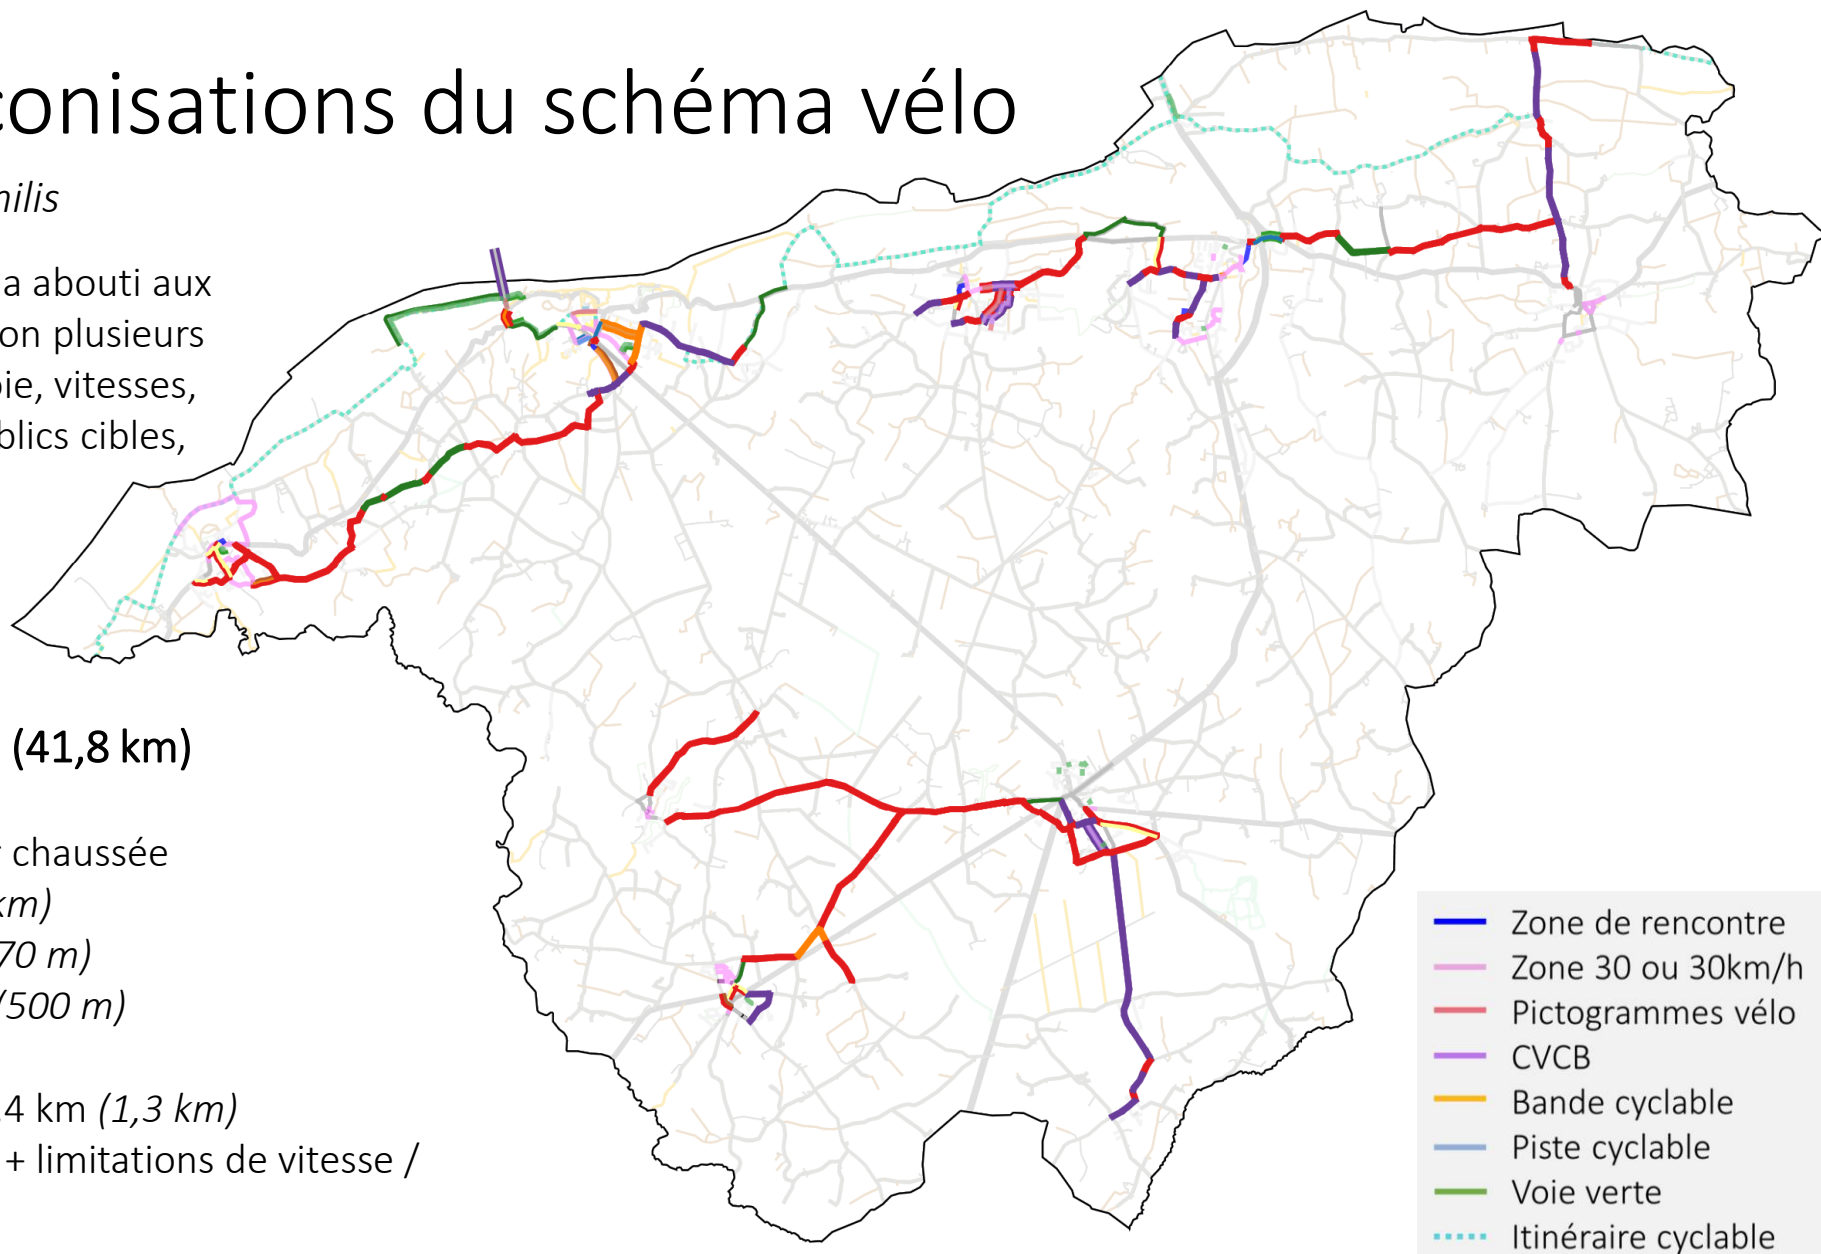 conisations du schéma vélo
milis
a abouti aux
on plusieurs
oie, vitesses,
blics cibles,
(41,8 km)
chaussée
km)
70 m)
/500 m)
,4 km (1,3 km)
+ limitations de vitesse /
Zone de rencontre
Zone 30 ou 30km/h
Pictogrammes vélo
CVCB
Bande cyclable
Piste cyclable
Voie verte
Itinéraire cyclable